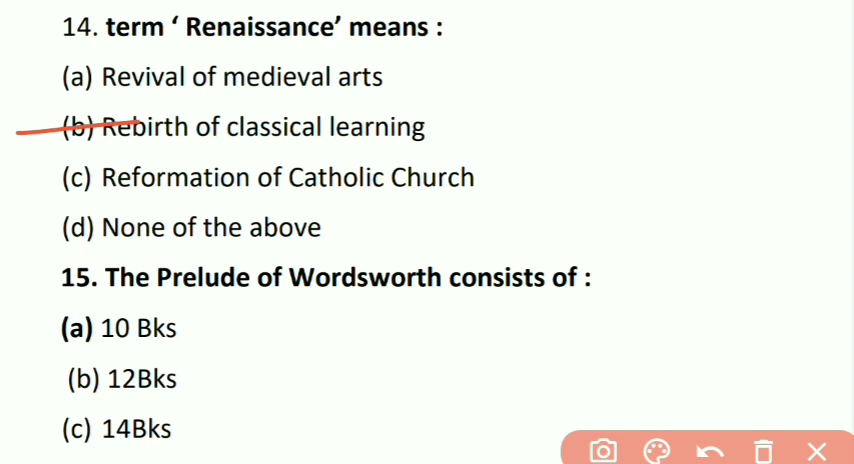 14. term ‘ Renaissance’ means :
(a) Revival of medieval arts
(b) Rebirth of classical learning
(c) Reformation of Catholic Church
(d) None of the above
15. The Prelude of Wordsworth consists of :
(a) 10 Bks
(b) 12Bks
(c) 14Bks